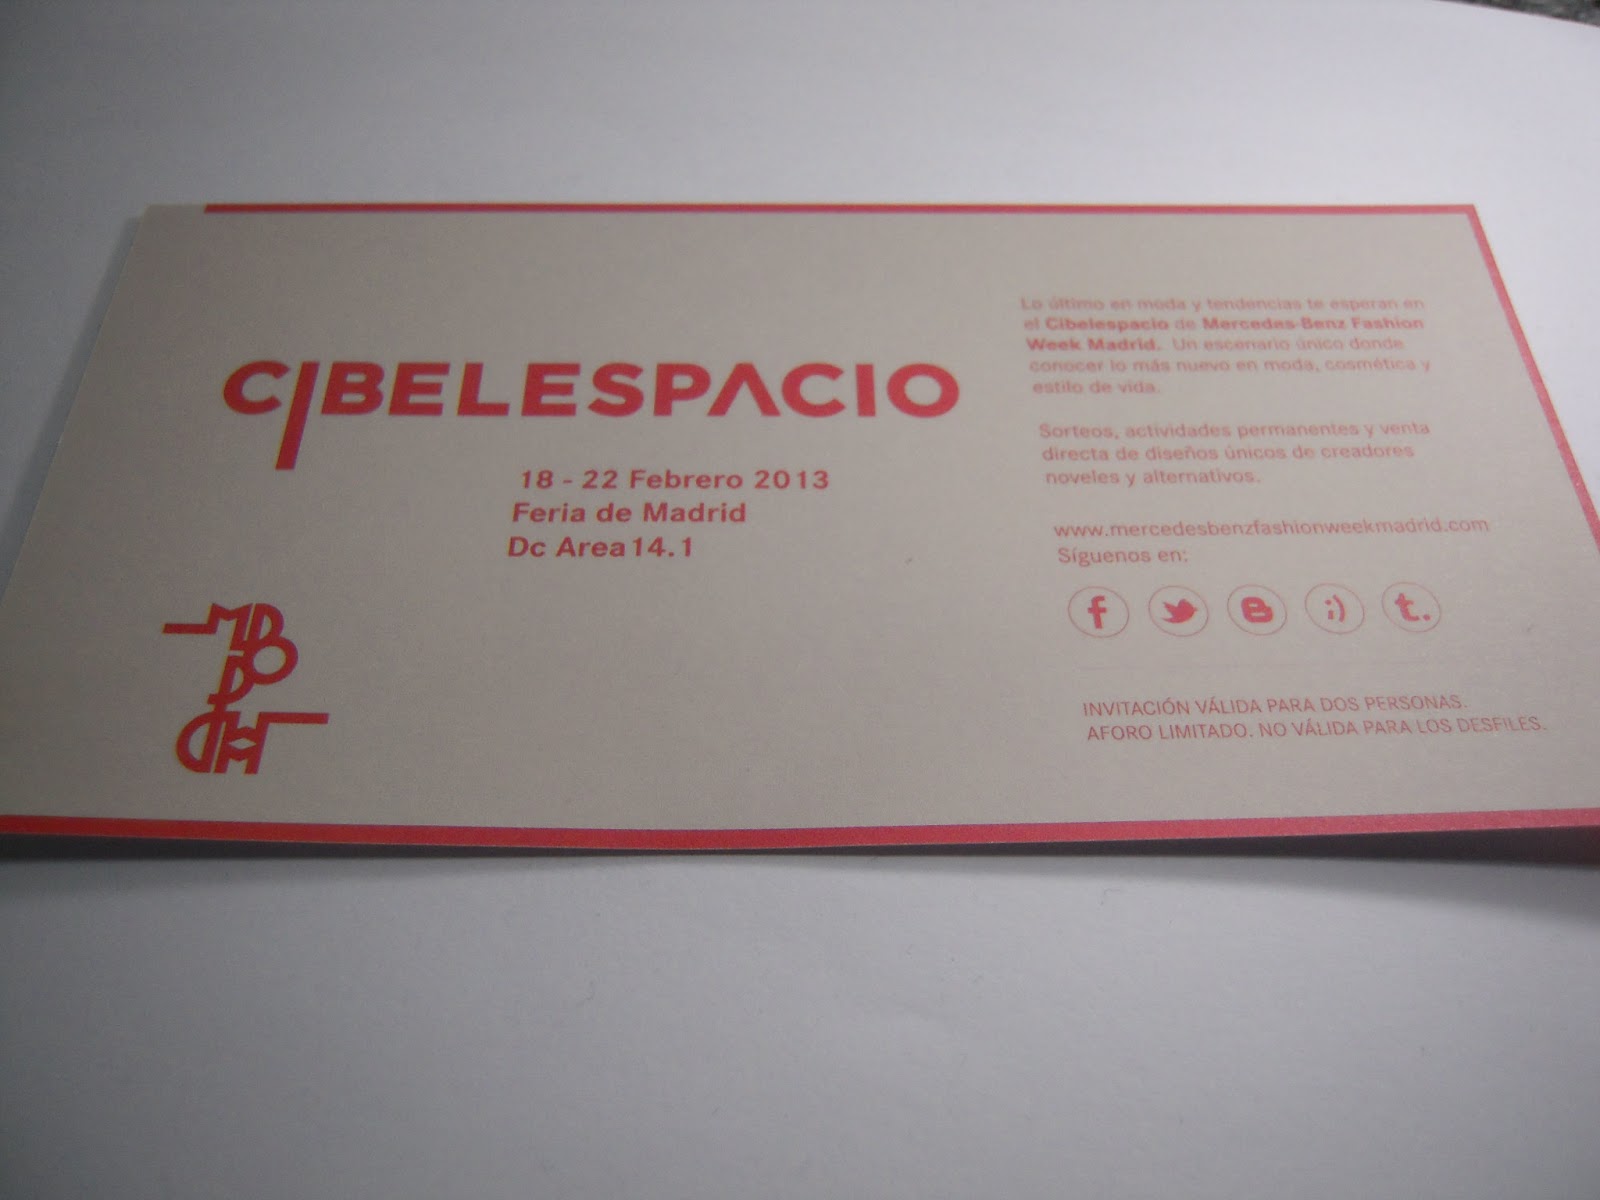 CIBELESPACIO
18 - 22 Febrero 2013
Feria de Madrid
Dc Area14.1
Lo último en moda y tendencias te esperan en
el Cibelespacio de Mercedes-Benz Fashion
Week Madrid. Un escenario único donde
conocer lo más nuevo en moda, cosmética y
estilo de vida.
Sorteos, actividades permanentes y venta
directa de diseños únicos de creadores
noveles y alternativos.
www.mercedesbenzfashionweekmadrid.com
Síguenos en:
f B ;) t.
INVITACIÓN VÁLIDA PARA DOS PERSONAS.
AFORO LIMITADO. NO VÁLIDA PARA LOS DESFILES.